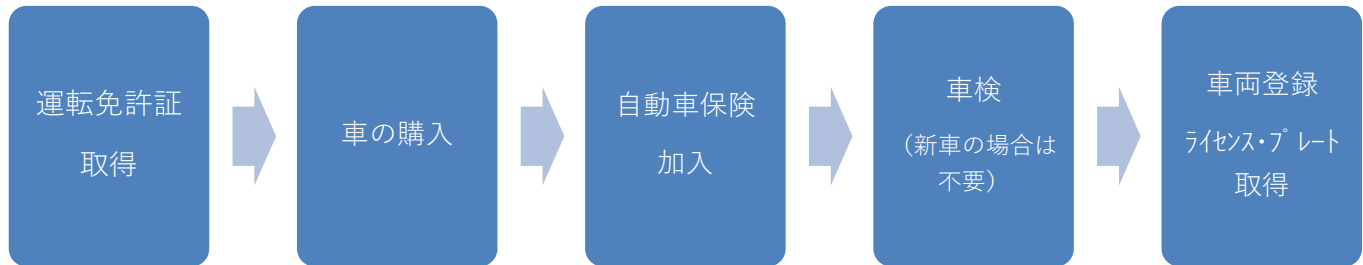 運転免許証
取得
車の購入
自動車保険
加入
車検
（新車の場合は
不要）
車両登録
ﾗｲｾﾝｽ・ﾌﾟﾚｰﾄ
取得